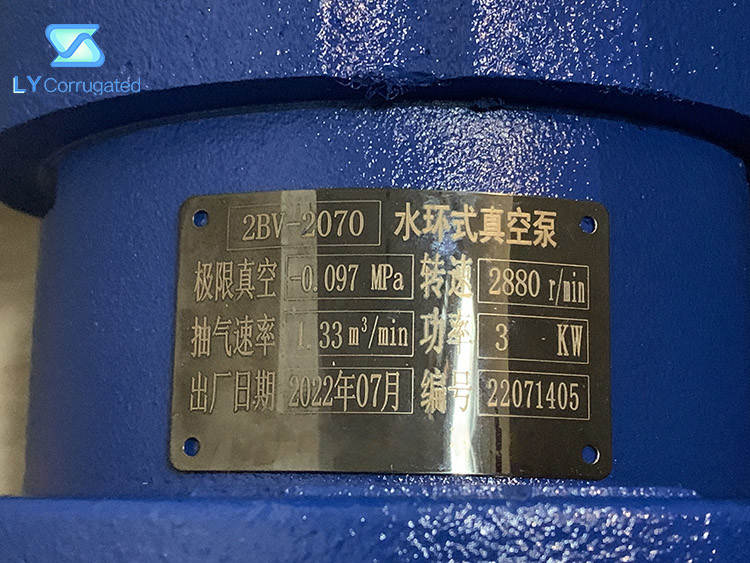 LY Corrugated
2BV-2070 水环式真空泵
极限真空 -0.097 MPa 转速 2880 r/min
抽气速率 1.33 m³/min 功率 3 KW
出厂日期 2022年07月 编号 22071405